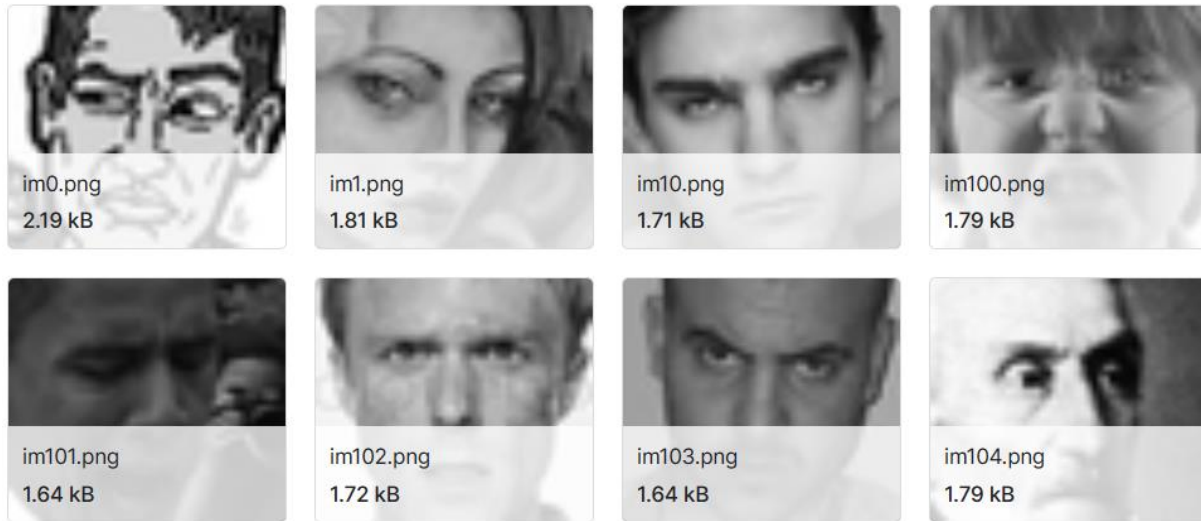 im0.png
2.19 kB
im1.png
1.81 kB
im10.png
1.71 kB
im100.png
1.79 kB
im101.png
1.64 kB
im102.png
1.72 kB
im103.png
1.64 kB
im104.png
1.79 kB